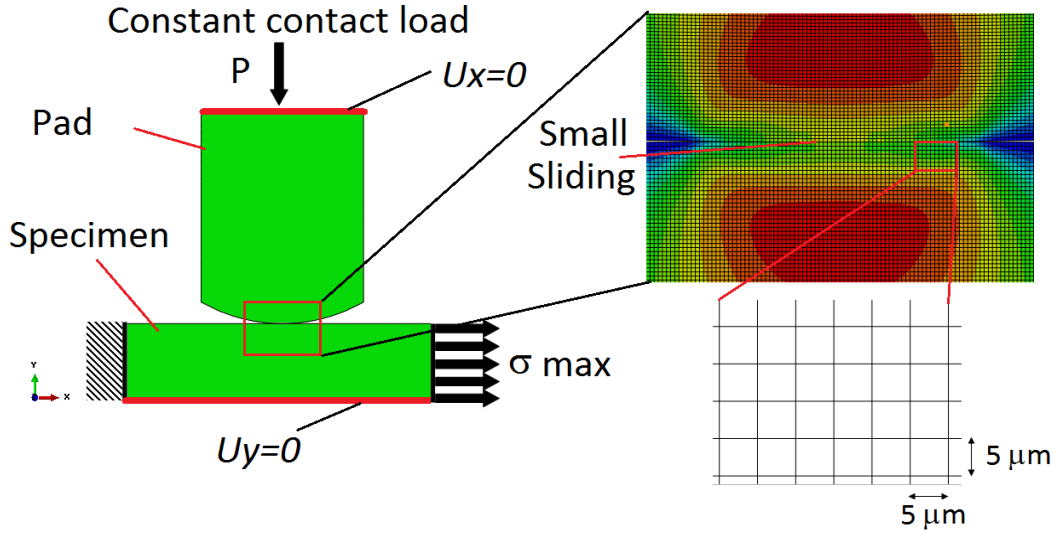 Constant contact load
P
Ux=0
Pad
Small
Sliding
Specimen
σ max
Y
X
Uy=0
5 μm
5 μm